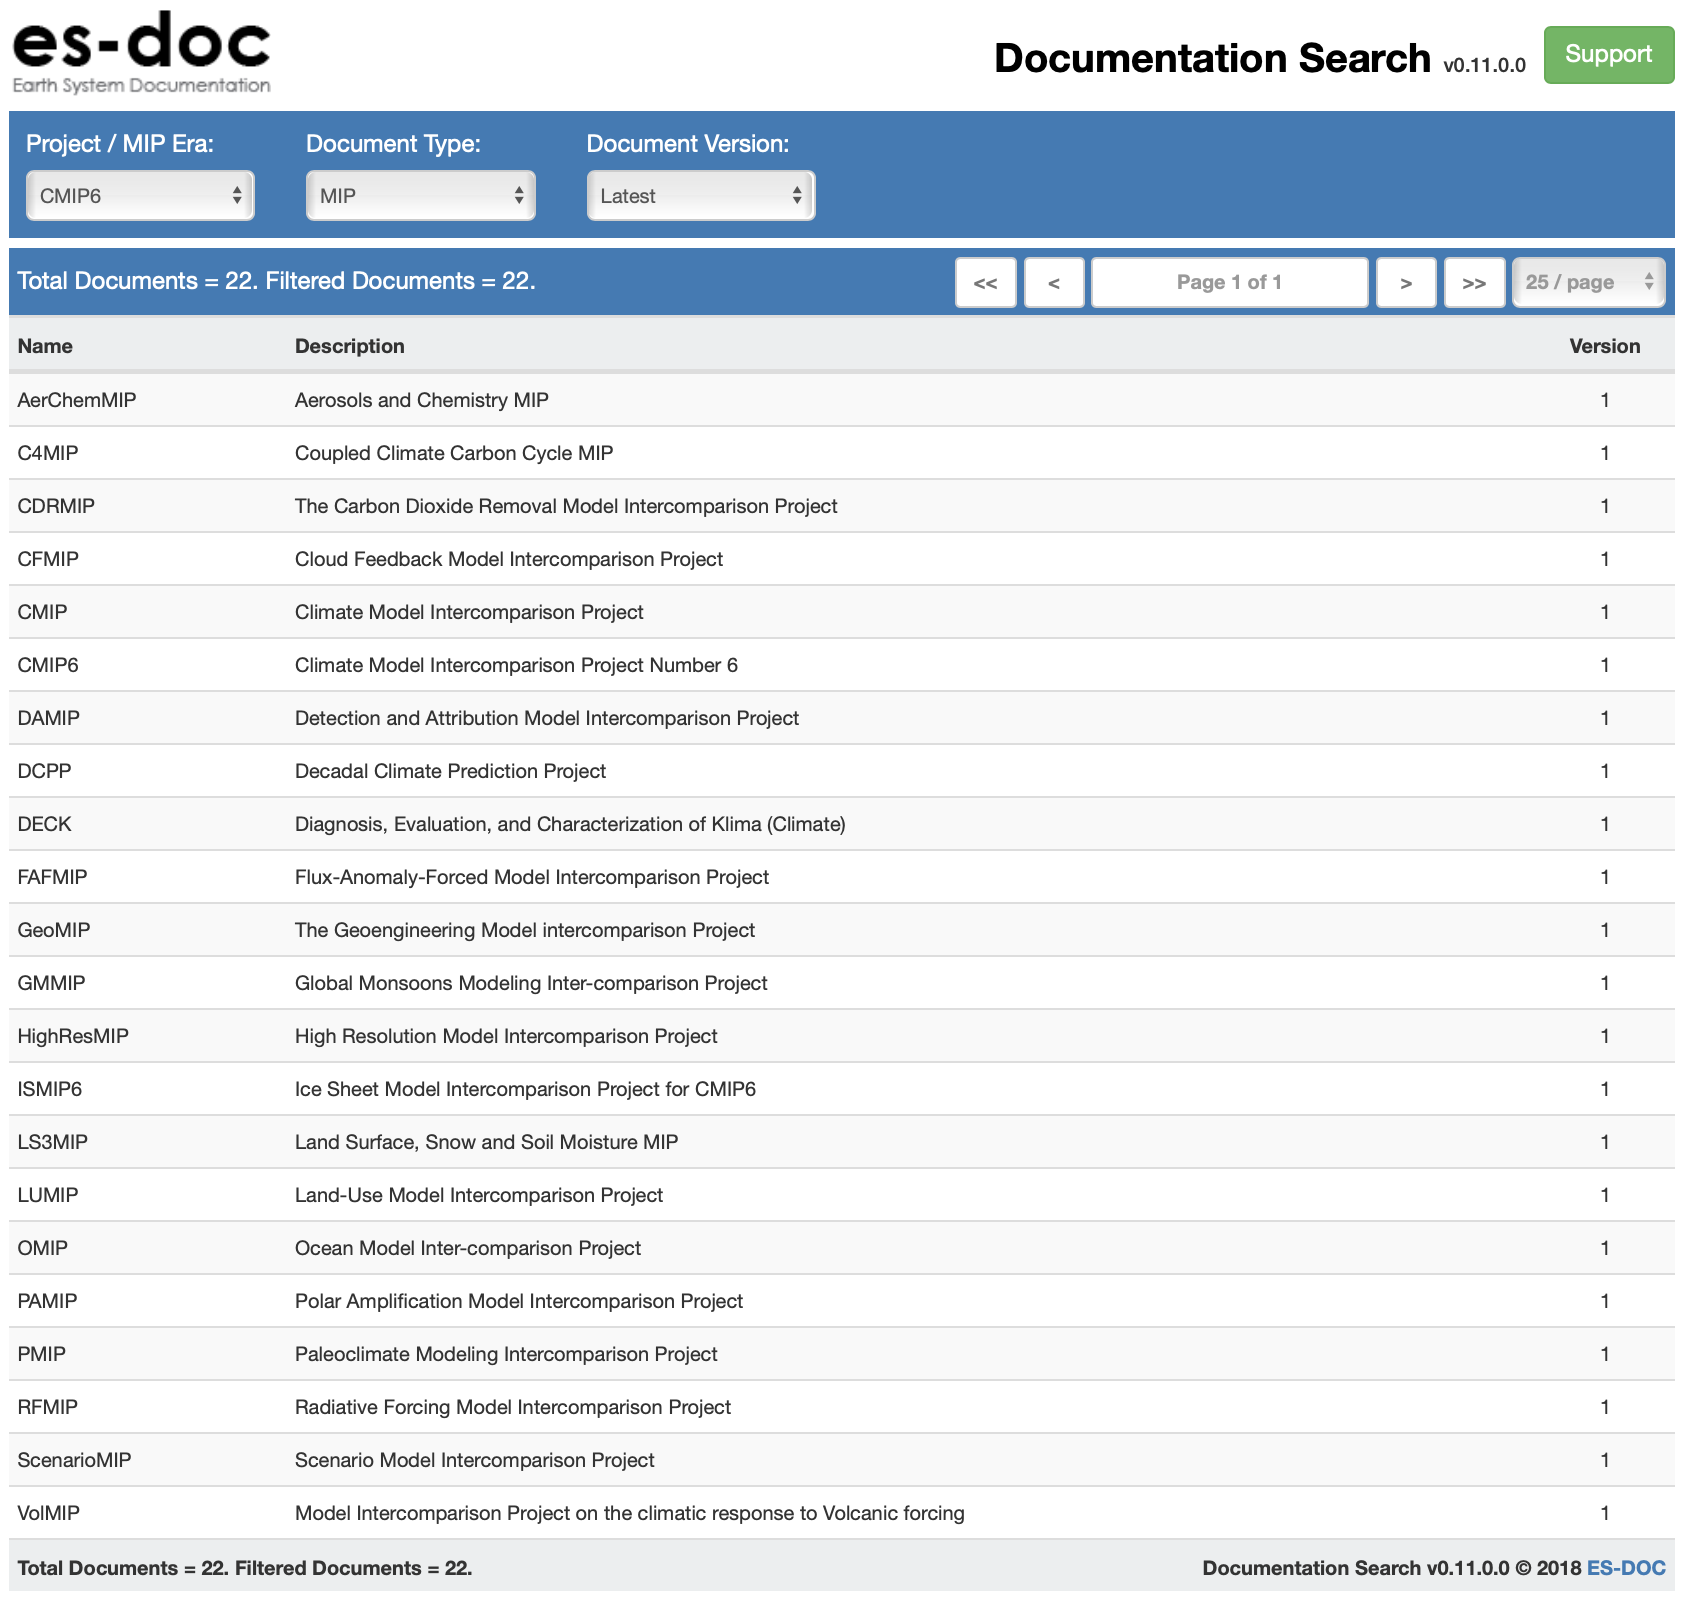 es-doc
Earth System Documentation
Documentation Search v0.11.0.0 Support
Project / MIP Era: Document Type: Document Version:
CMIP6 MIP Latest
Total Documents = 22. Filtered Documents = 22. << < Page 1 of 1 > >> 25 / page
Name Description Version
AerChemMIP Aerosols and Chemistry MIP 1
C4MIP Coupled Climate Carbon Cycle MIP 1
CDRMIP The Carbon Dioxide Removal Model Intercomparison Project 1
CFMIP Cloud Feedback Model Intercomparison Project 1
CMIP Climate Model Intercomparison Project 1
CMIP6 Climate Model Intercomparison Project Number 6 1
DAMIP Detection and Attribution Model Intercomparison Project 1
DCPP Decadal Climate Prediction Project 1
DECK Diagnosis, Evaluation, and Characterization of Klima (Climate) 1
FAFMIP Flux-Anomaly-Forced Model Intercomparison Project 1
GeoMIP The Geoengineering Model intercomparison Project 1
GMMIP Global Monsoons Modeling Inter-comparison Project 1
HighResMIP High Resolution Model Intercomparison Project 1
ISMIP6 Ice Sheet Model Intercomparison Project for CMIP6 1
LS3MIP Land Surface, Snow and Soil Moisture MIP 1
LUMIP Land-Use Model Intercomparison Project 1
OMIP Ocean Model Inter-comparison Project 1
PAMIP Polar Amplification Model Intercomparison Project 1
PMIP Paleoclimate Modeling Intercomparison Project 1
RFMIP Radiative Forcing Model Intercomparison Project 1
ScenarioMIP Scenario Model Intercomparison Project 1
VolMIP Model Intercomparison Project on the climatic response to Volcanic forcing 1
Total Documents = 22. Filtered Documents = 22. Documentation Search v0.11.0.0 © 2018 ES-DOC